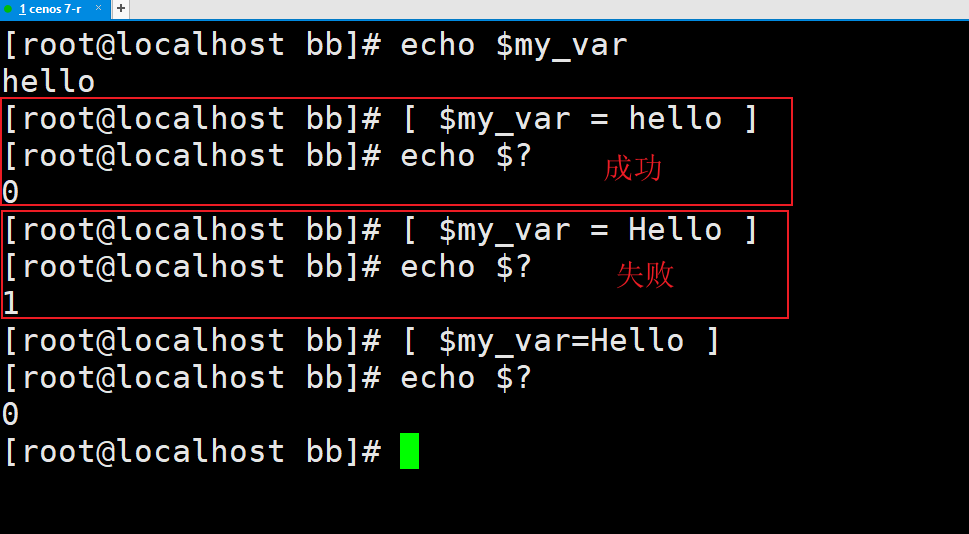 1 cenos 7-r × +
[root@localhost bb]# echo $my_var
hello
[root@localhost bb]# [ $my_var = hello ]
[root@localhost bb]# echo $?
成功
0
[root@localhost bb]# [ $my_var = Hello ]
[root@localhost bb]# echo $?
失败
1
[root@localhost bb]# [ $my_var=Hello ]
[root@localhost bb]# echo $?
0
[root@localhost bb]#